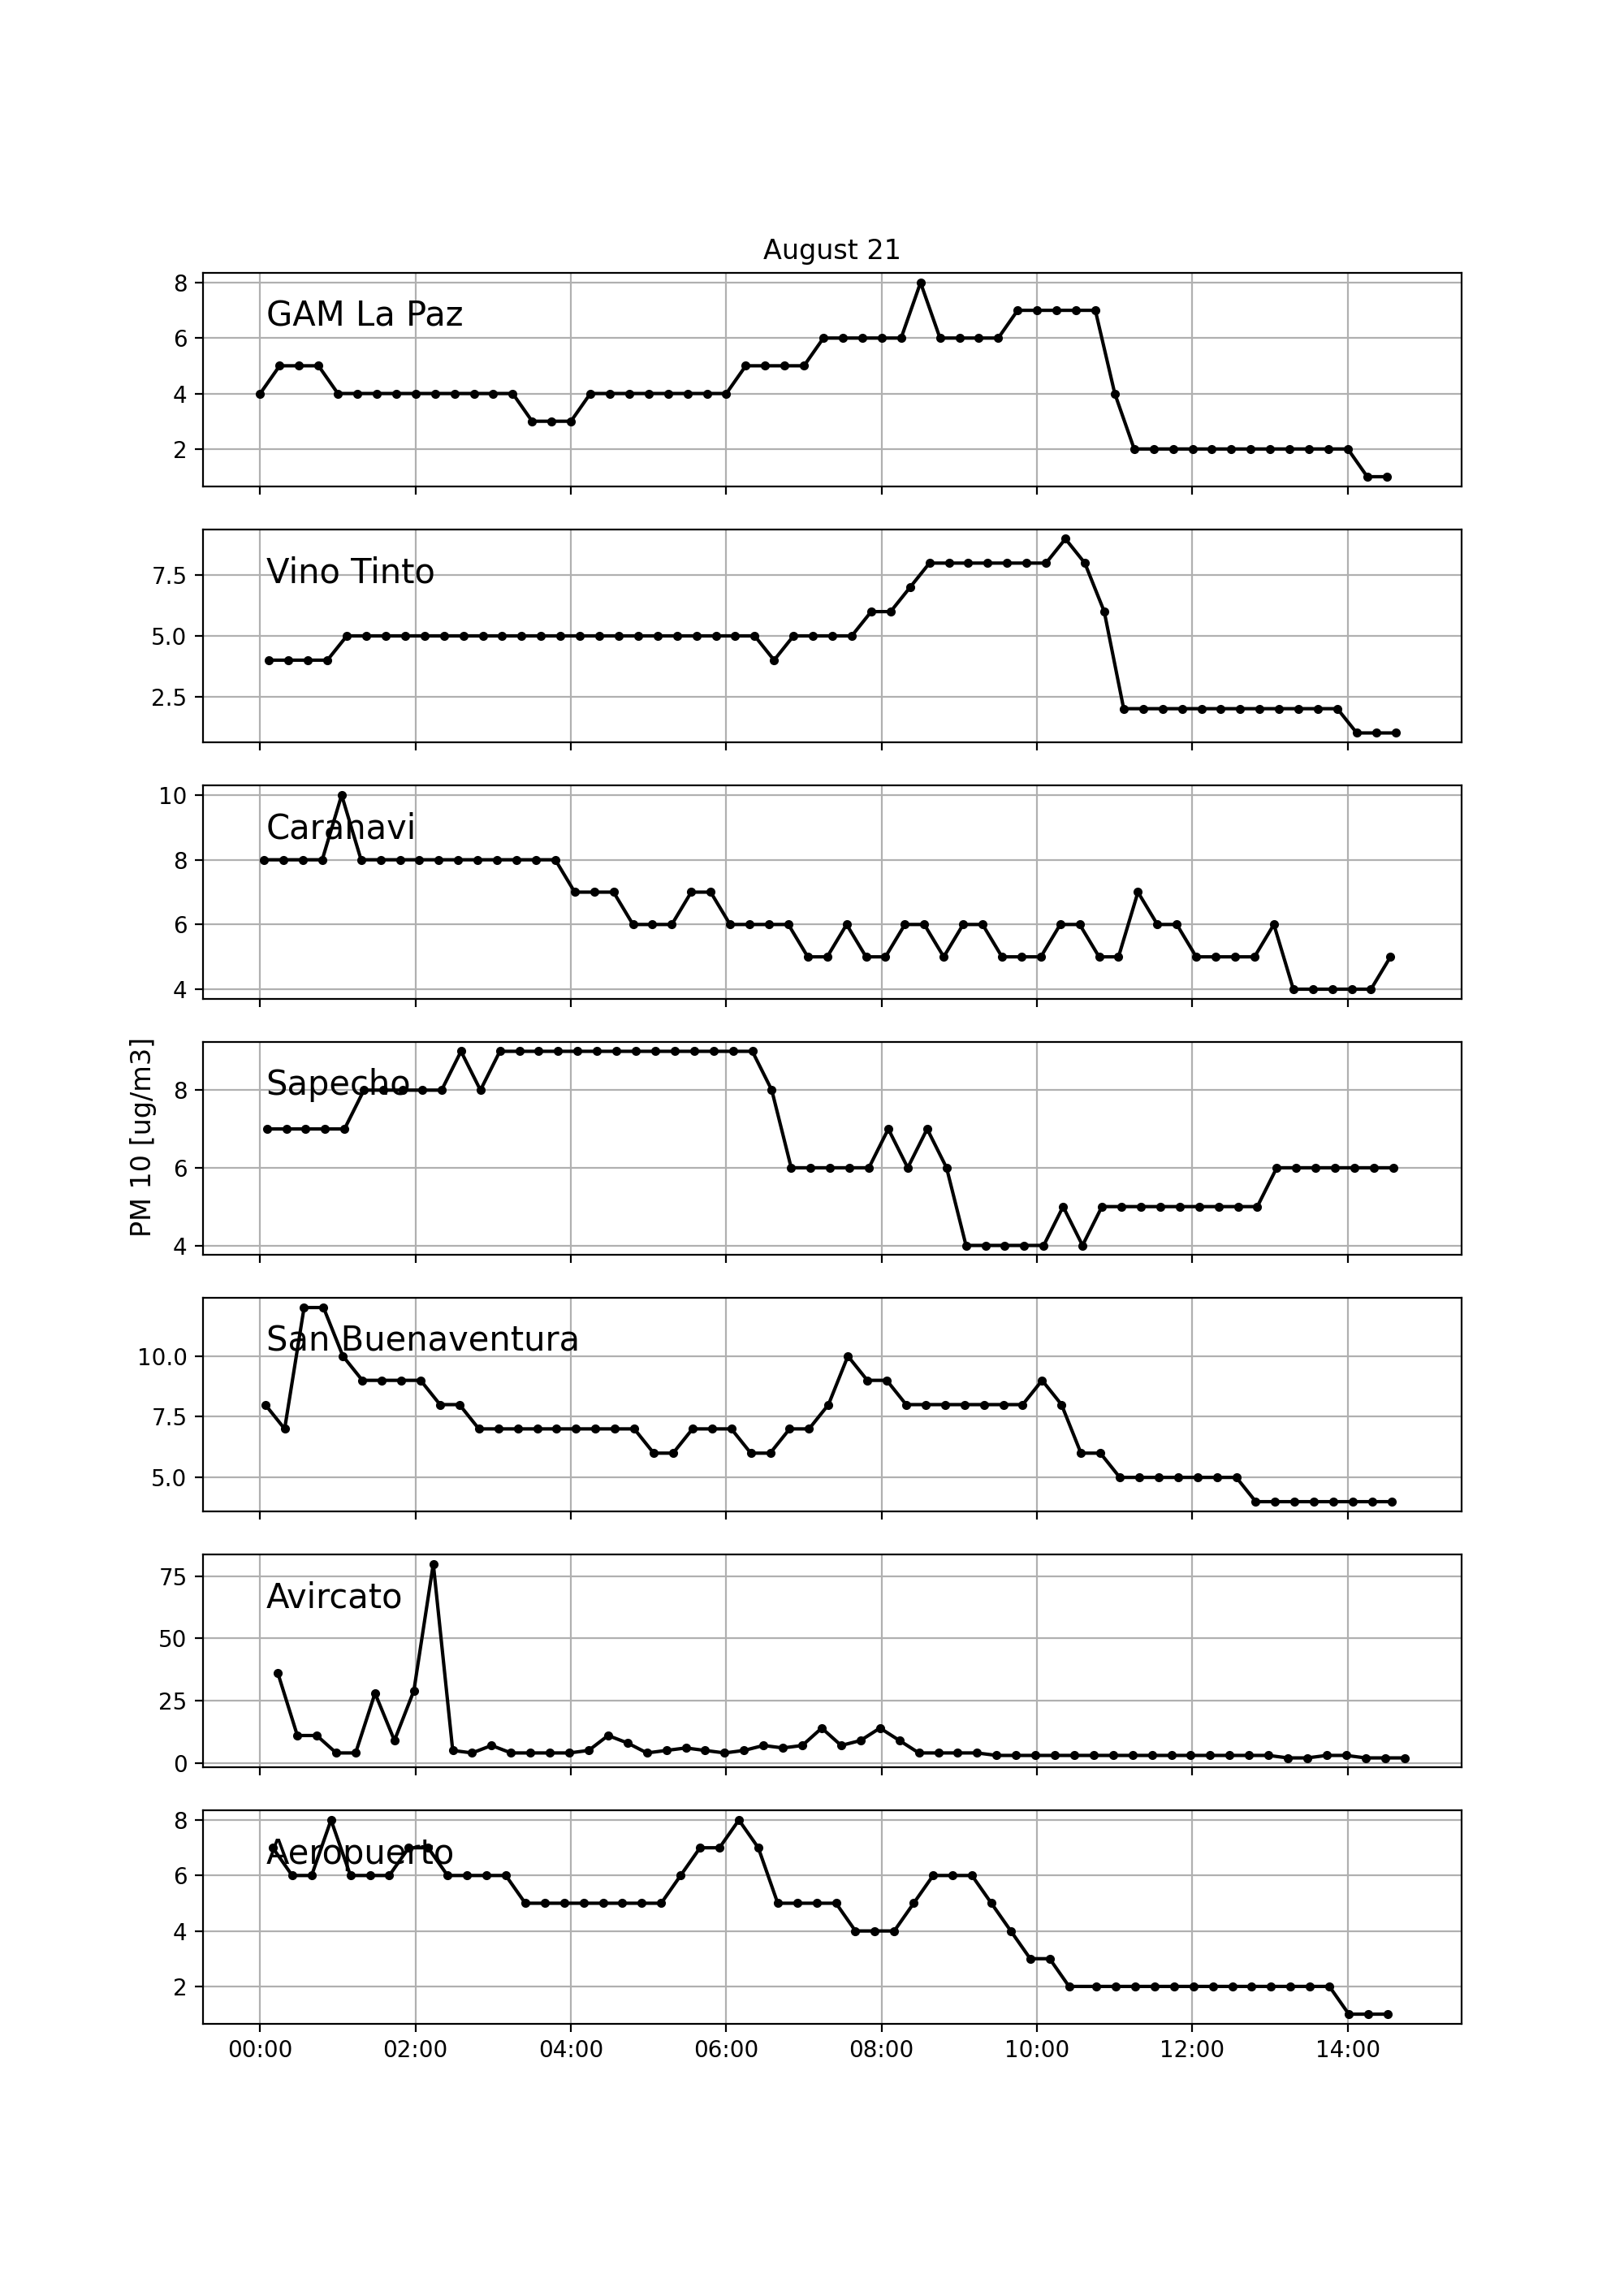 August 21
8
GAM La Paz
6
4
2
Vino Tinto
7.5
5.0
2.5
10
Caranavi
8
6
4
PM 10 [ug/m3]
Sapecho
8
6
4
San Buenaventura
10.0
7.5
5.0
75
Avircato
50
25
0
8
Aeropuerto
6
4
2
00:00 02:00 04:00 06:00 08:00 10:00 12:00 14:00